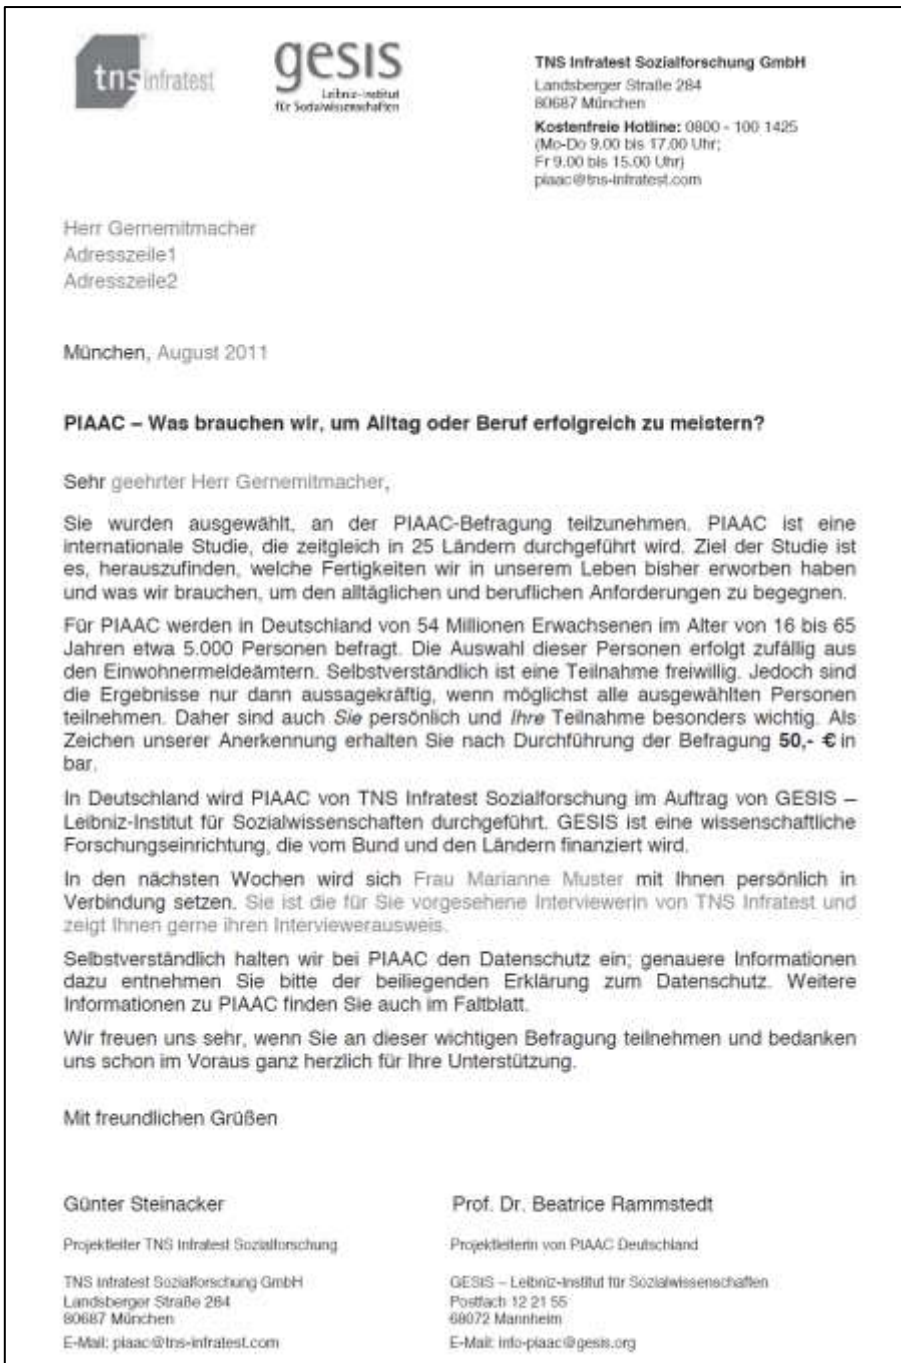 tns infratest
gesis
Leibniz-Institut
für Sozialwissenschaften
TNS Infratest Sozialforschung GmbH
Landsberger Straße 284
80687 München
Kostenfreie Hotline: 0800 - 100 1425
(Mo-Do 9.00 bis 17.00 Uhr;
Fr 9.00 bis 15.00 Uhr)
piaac@tns-infratest.com
Herr Gernemitmacher
Adresszeile1
Adresszeile2
München, August 2011
PIAAC – Was brauchen wir, um Alltag oder Beruf erfolgreich zu meistern?
Sehr geehrter Herr Gernemitmacher,
Sie wurden ausgewählt, an der PIAAC-Befragung teilzunehmen. PIAAC ist eine
internationale Studie, die zeitgleich in 25 Ländern durchgeführt wird. Ziel der Studie ist
es, herauszufinden, welche Fertigkeiten wir in unserem Leben bisher erworben haben
und was wir brauchen, um den alltäglichen und beruflichen Anforderungen zu begegnen.
Für PIAAC werden in Deutschland von 54 Millionen Erwachsenen im Alter von 16 bis 65
Jahren etwa 5.000 Personen befragt. Die Auswahl dieser Personen erfolgt zufällig aus
den Einwohnermeldeämtern. Selbstverständlich ist eine Teilnahme freiwillig. Jedoch sind
die Ergebnisse nur dann aussagekräftig, wenn möglichst alle ausgewählten Personen
teilnehmen. Daher sind auch Sie persönlich und Ihre Teilnahme besonders wichtig. Als
Zeichen unserer Anerkennung erhalten Sie nach Durchführung der Befragung 50,- € in
bar.
In Deutschland wird PIAAC von TNS Infratest Sozialforschung im Auftrag von GESIS –
Leibniz-Institut für Sozialwissenschaften durchgeführt. GESIS ist eine wissenschaftliche
Forschungseinrichtung, die vom Bund und den Ländern finanziert wird.
In den nächsten Wochen wird sich Frau Marianne Muster mit Ihnen persönlich in
Verbindung setzen. Sie ist die für Sie vorgesehene Interviewerin von TNS Infratest und
zeigt Ihnen gerne ihren Interviewerausweis.
Selbstverständlich halten wir bei PIAAC den Datenschutz ein; genauere Informationen
dazu entnehmen Sie bitte der beiliegenden Erklärung zum Datenschutz. Weitere
Informationen zu PIAAC finden Sie auch im Faltblatt.
Wir freuen uns sehr, wenn Sie an dieser wichtigen Befragung teilnehmen und bedanken
uns schon im Voraus ganz herzlich für Ihre Unterstützung.
Mit freundlichen Grüßen
Günter Steinacker
Projektleiter TNS Infratest Sozialforschung
TNS Infratest Sozialforschung GmbH
Landsberger Straße 284
80687 München
E-Mail: piaac@tns-infratest.com
Prof. Dr. Beatrice Rammstedt
Projektleiterin von PIAAC Deutschland
GESIS – Leibniz-Institut für Sozialwissenschaften
Postfach 12 21 55
68072 Mannheim
E-Mail: info-piaac@gesis.org